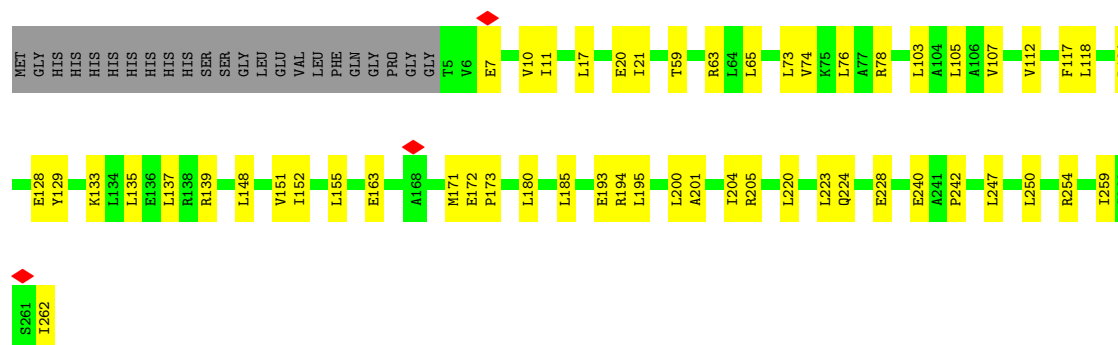 MET GLY HIS HIS HIS HIS HIS HIS HIS HIS SER SER GLY LEU GLU VAL LEU PHE GLN GLY PRO GLY GLY T5 V6 E7 V10 I11 L17 E20 I21 T59 R63 L64 L65 L73 V74 K75 L76 A77 R78 L103 A104 L105 A106 V107 V112 F117 L118
E128 Y129 K133 L134 L135 E136 L137 R138 R139 L148 V151 I152 L155 E163 A168 M171 E172 P173 L180 L185 E193 R194 L195 L200 A201 I204 R205 L220 L223 Q224 E228 E240 A241 P242 L247 L250 R254 I259
S261 I262